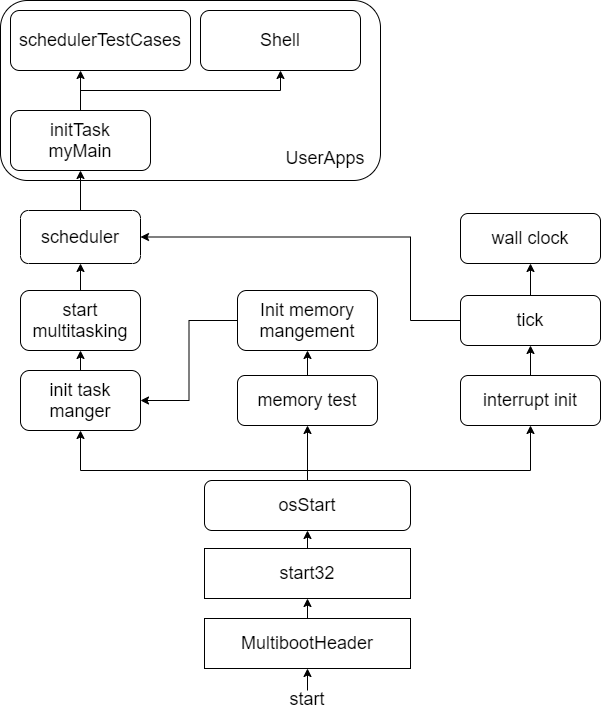 schedulerTestCases
Shell
initTask
myMain
UserApps
scheduler
wall clock
start
multitasking
Init memory
mangement
tick
init task
manger
memory test
interrupt init
osStart
start32
MultibootHeader
start